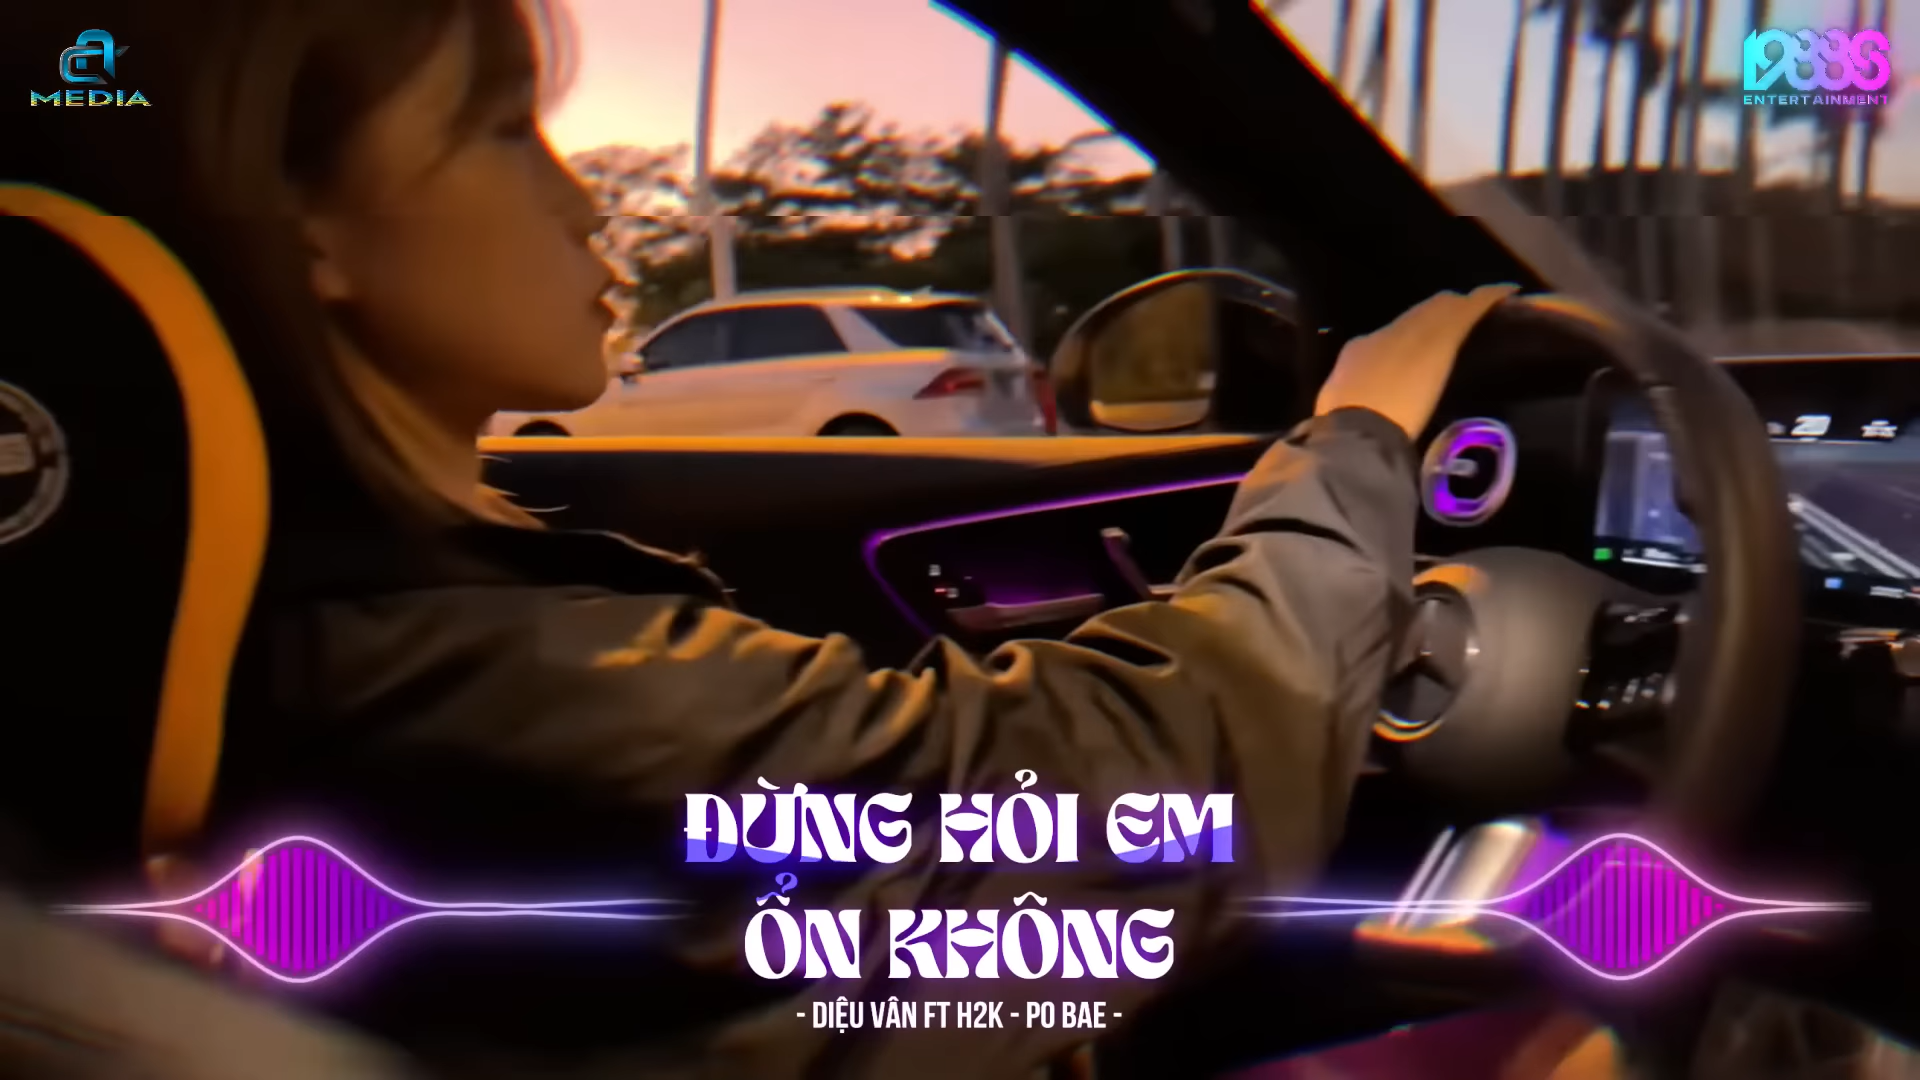 MEDIA
1988S
ENTERTAINMENT
ĐỪNG HỎI EM
ỔN KHÔNG
- DIỆU VÂN FT H2K - PO BAE -